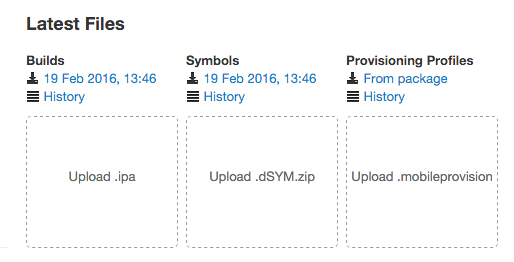 Latest Files
Builds
19 Feb 2016, 13:46
History
Upload .ipa
Symbols
19 Feb 2016, 13:46
History
Upload .dSYM.zip
Provisioning Profiles
From package
History
Upload .mobileprovision